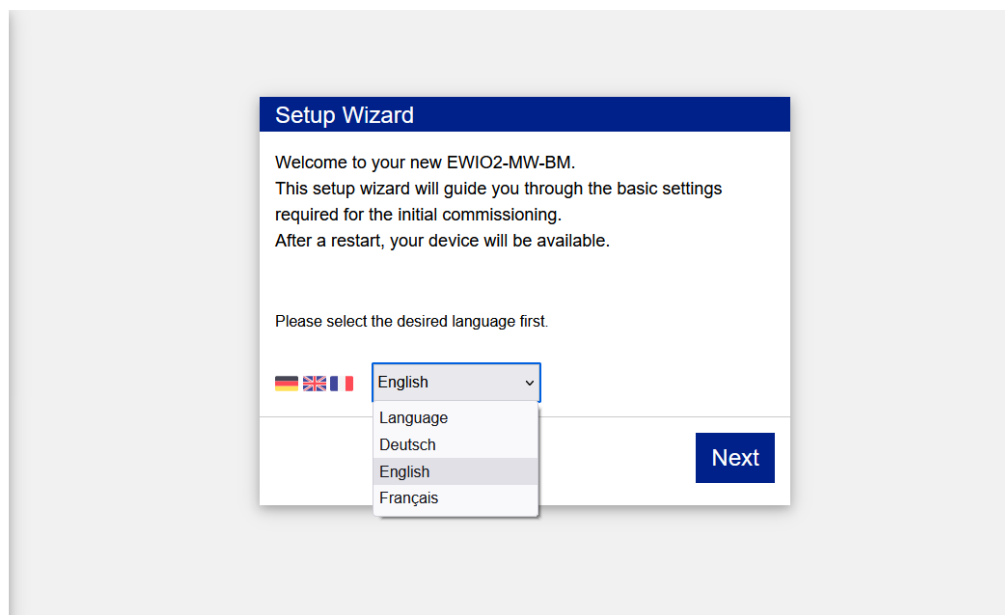 Setup Wizard
Welcome to your new EWIO2-MW-BM.
This setup wizard will guide you through the basic settings
required for the initial commissioning.
After a restart, your device will be available.
Please select the desired language first.
English
Language
Deutsch
English
Français
Next